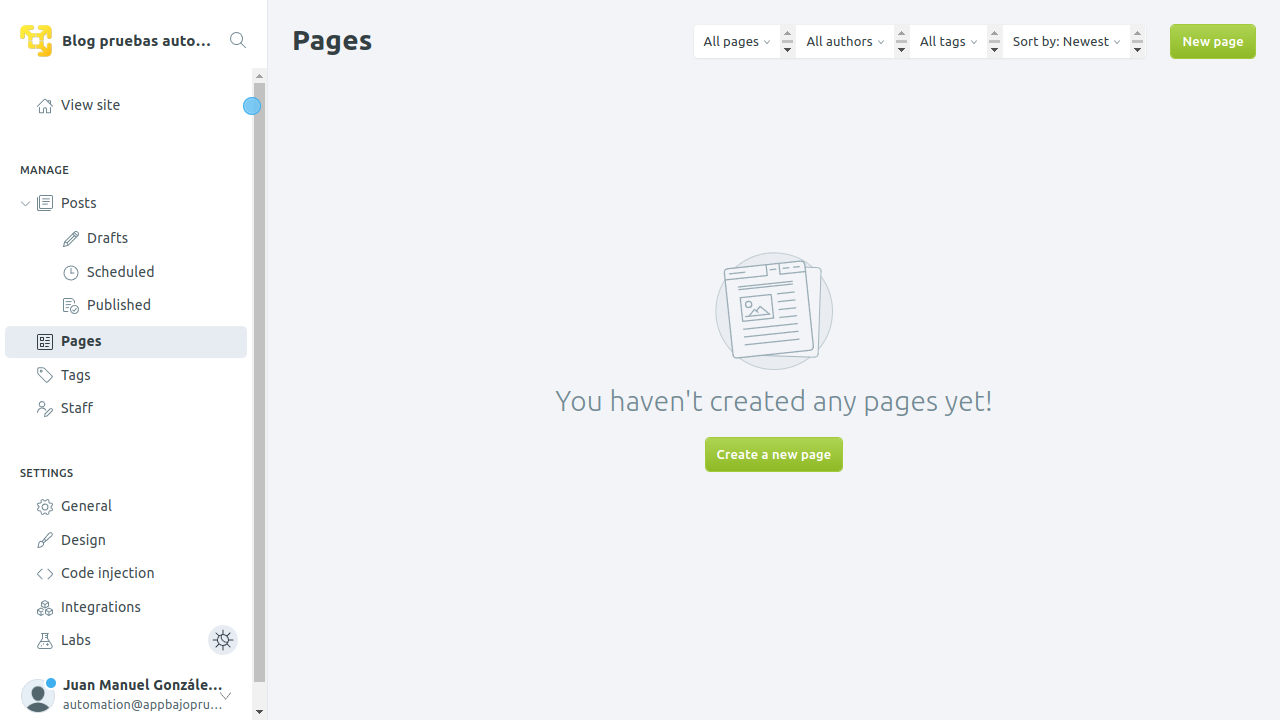 Blog pruebas auto...
View site
MANAGE
Posts
Drafts
Scheduled
Published
Pages
Tags
Staff
SETTINGS
General
Design
Code injection
Integrations
Labs
Juan Manuel Gonzále...
automation@appbajopru...
Pages
All pages
All authors
All tags
Sort by: Newest
New page
You haven't created any pages yet!
Create a new page